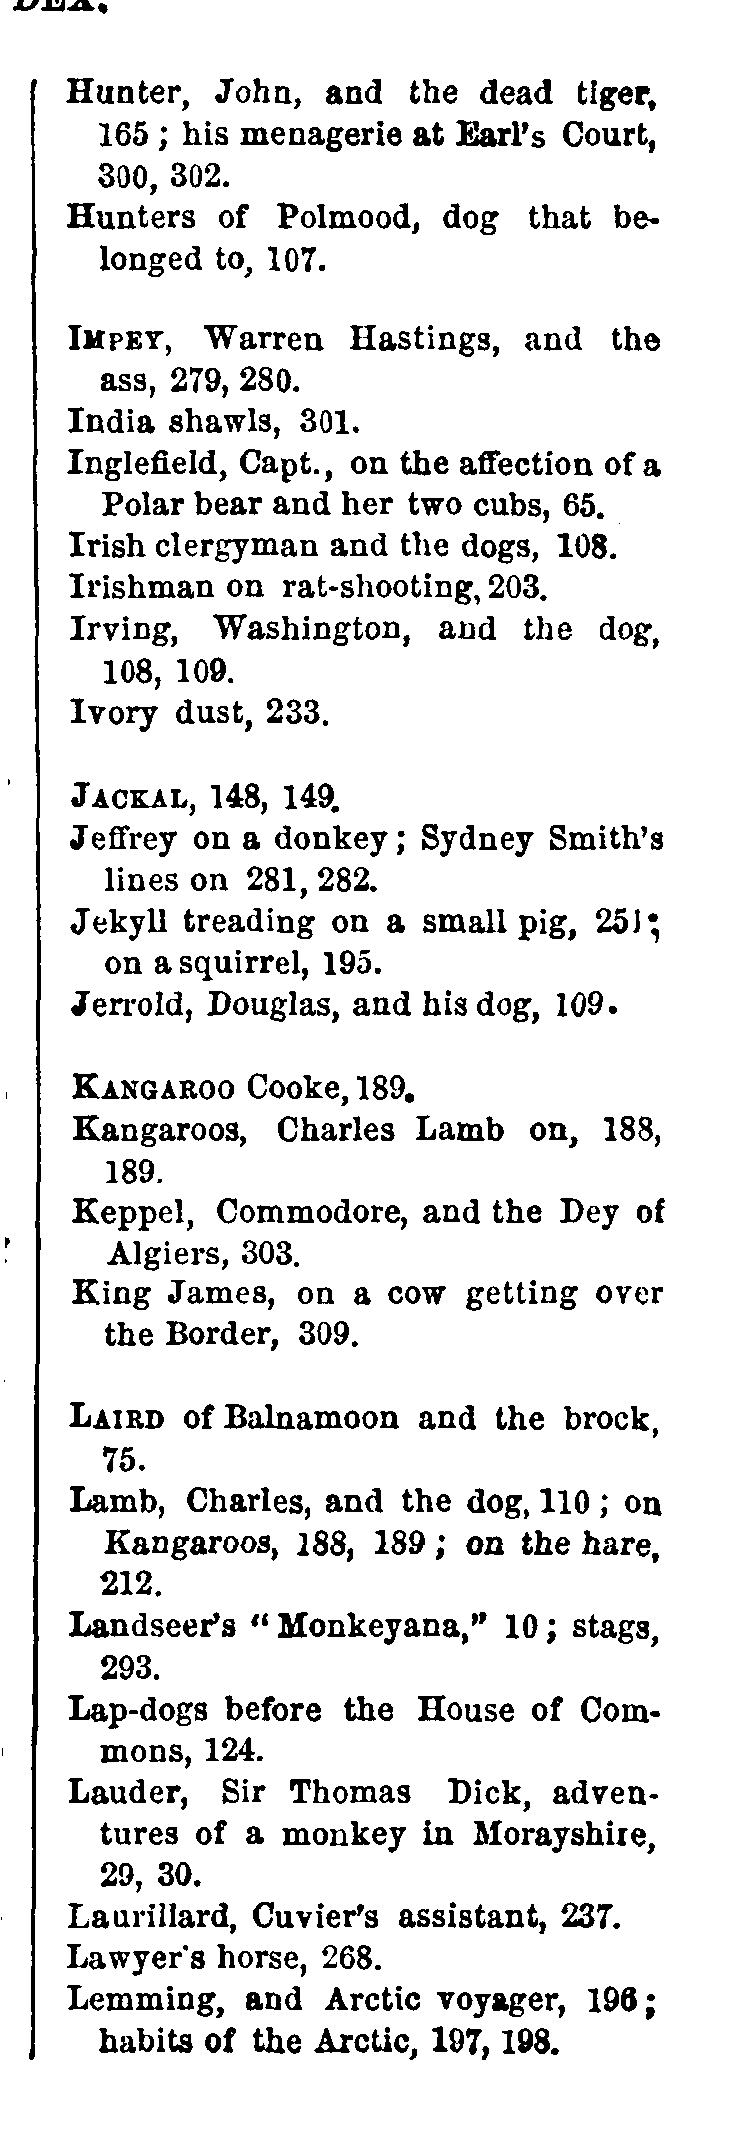 DEX.
Hunter, John, and the dead tiger,
165 ; his menagerie at Earl's Court,
300, 302.
Hunters of Polmood, dog that be-
longed to, 107.
IMPEY, Warren Hastings, and the
ass, 279, 280.
India shawls, 301.
Inglefield, Capt., on the affection of a
Polar bear and her two cubs, 65.
Irish clergyman and the dogs, 108.
Irishman on rat-shooting, 203.
Irving, Washington, and the dog,
108, 109.
Ivory dust, 233.
JACKAL, 148, 149.
Jeffrey on a donkey ; Sydney Smith's
lines on 281, 282.
Jekyll treading on a small pig, 251 ;
on a squirrel, 195.
Jerrold, Douglas, and his dog, 109.
KANGAROO Cooke, 189.
Kangaroos, Charles Lamb on, 188,
189.
Keppel, Commodore, and the Dey of
Algiers, 303.
King James, on a cow getting over
the Border, 309.
LAIRD of Balnamoon and the brock,
75.
Lamb, Charles, and the dog, 110 ; on
Kangaroos, 188, 189 ; on the hare,
212.
Landseer's "Monkeyana," 10 ; stags,
293.
Lap-dogs before the House of Com-
mons, 124.
Lauder, Sir Thomas Dick, adven-
tures of a monkey in Morayshire,
29, 30.
Laurillard, Cuvier's assistant, 237.
Lawyer's horse, 268.
Lemming, and Arctic voyager, 196 ;
habits of the Arctic, 197, 198.